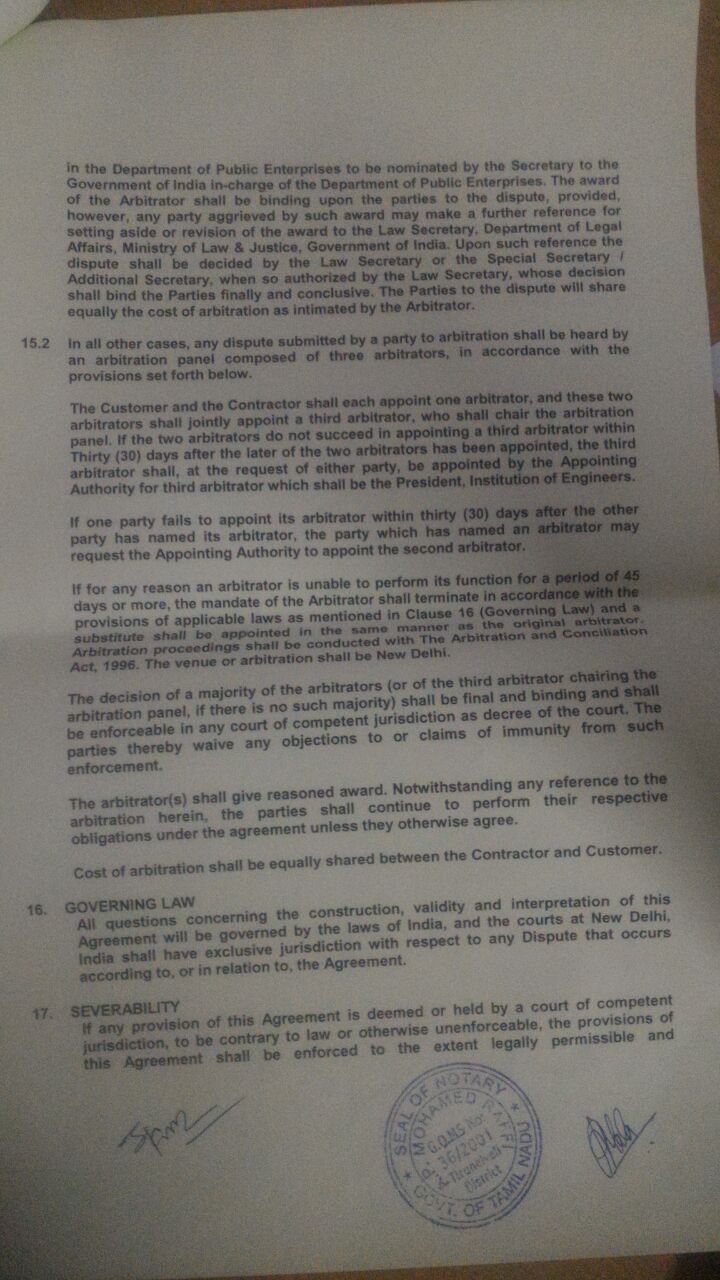 in the Department of Public Enterprises to be nominated by the Secretary to the
Government of India in-charge of the Department of Public Enterprises. The award
of the Arbitrator shall be binding upon the parties to the dispute, provided,
however, any party aggrieved by such award may make a further reference for
setting aside or revision of the award to the Law Secretary, Department of Legal
Affairs, Ministry of Law & Justice, Government of India. Upon such reference the
dispute shall be decided by the Law Secretary or the Special Secretary /
Additional Secretary, when so authorized by the Law Secretary, whose decision
shall bind the Parties finally and conclusive. The Parties to the dispute will share
equally the cost of arbitration as intimated by the Arbitrator.
15.2 In all other cases, any dispute submitted by a party to arbitration shall be heard by
an arbitration panel composed of three arbitrators, in accordance with the
provisions set forth below.
The Customer and the Contractor shall each appoint one arbitrator, and these two
arbitrators shall jointly appoint a third arbitrator, who shall chair the arbitration
panel. If the two arbitrators do not succeed in appointing a third arbitrator within
Thirty (30) days after the later of the two arbitrators has been appointed, the third
arbitrator shall, at the request of either party, be appointed by the Appointing
Authority for third arbitrator which shall be the President, Institution of Engineers.
If one party fails to appoint its arbitrator within thirty (30) days after the other
party has named its arbitrator, the party which has named an arbitrator may
request the Appointing Authority to appoint the second arbitrator.
If for any reason an arbitrator is unable to perform its function for a period of 45
days or more, the mandate of the Arbitrator shall terminate in accordance with the
provisions of applicable laws as mentioned in Clause 16 (Governing Law) and a
substitute shall be appointed in the same manner as the original arbitrator.
Arbitration proceedings shall be conducted with The Arbitration and Conciliation
Act, 1996. The venue or arbitration shall be New Delhi.
The decision of a majority of the arbitrators (or of the third arbitrator chairing the
arbitration panel, if there is no such majority) shall be final and binding and shall
be enforceable in any court of competent jurisdiction as decree of the court. The
parties thereby waive any objections to or claims of immunity from such
enforcement.
The arbitrator(s) shall give reasoned award. Notwithstanding any reference to the
arbitration herein, the parties shall continue to perform their respective
obligations under the agreement unless they otherwise agree.
Cost of arbitration shall be equally shared between the Contractor and Customer.
16. GOVERNING LAW
All questions concerning the construction, validity and interpretation of this
Agreement will be governed by the laws of India, and the courts at New Delhi,
India shall have exclusive jurisdiction with respect to any Dispute that occurs
according to, or in relation to, the Agreement.
17. SEVERABILITY
If any provision of this Agreement is deemed or held by a court of competent
jurisdiction, to be contrary to law or otherwise unenforceable, the provisions of
this Agreement shall be enforced to the extent legally permissible and
SEAL OF NOTARY
GOVT. OF TAMIL NADU
P. MOHAMED RAFFI
G.O.MS No:
36/2001
District